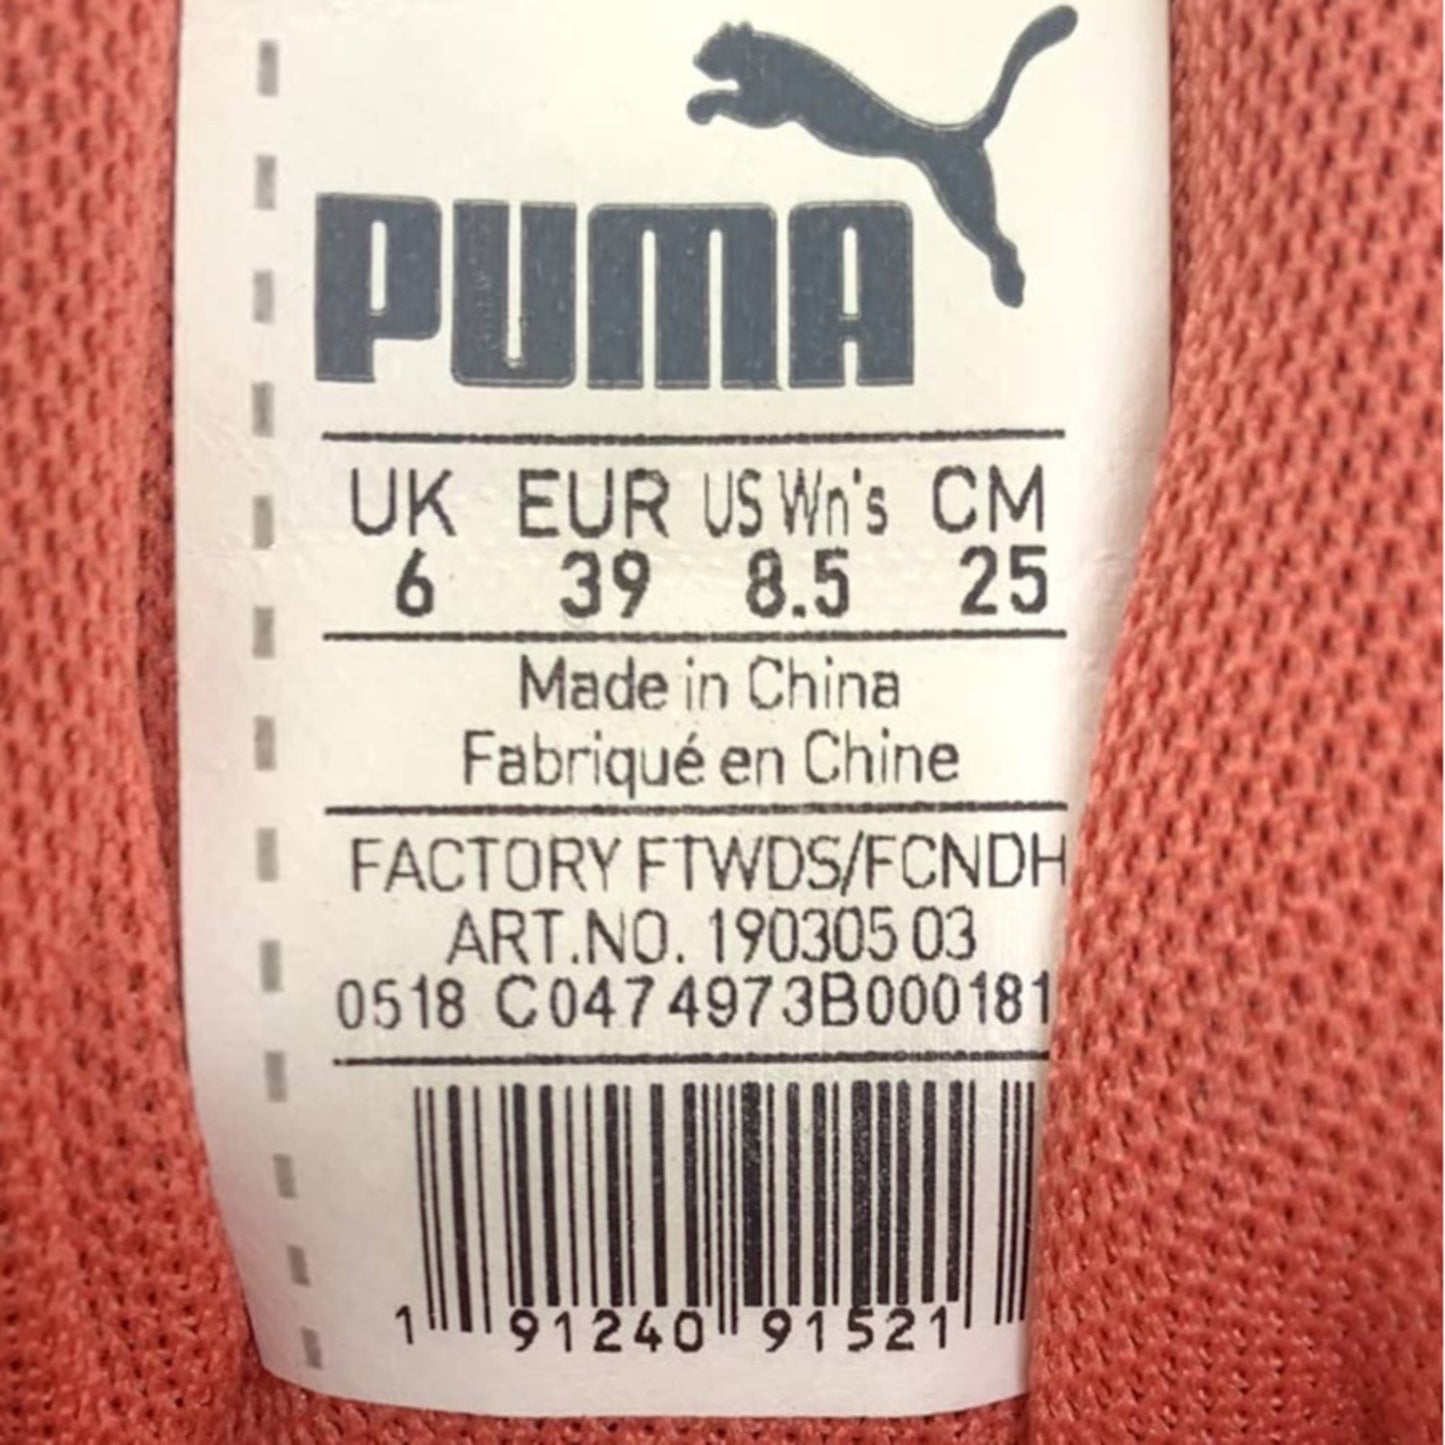 PUMA
UK EUR US Wn's CM
6 39 8.5 25
Made in China
Fabriqué en Chine
FACTORY FTWDS/FCNDH
ART.NO. 190305 03
0518 C0474973B000181
1 91240 91521